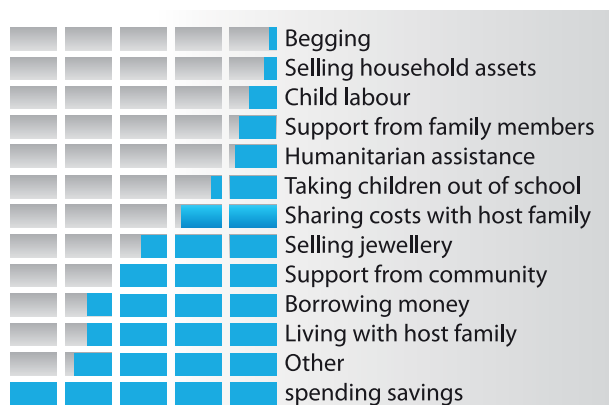 Begging
Selling household assets
Child labour
Support from family members
Humanitarian assistance
Taking children out of school
Sharing costs with host family
Selling jewellery
Support from community
Borrowing money
Living with host family
Other
spending savings